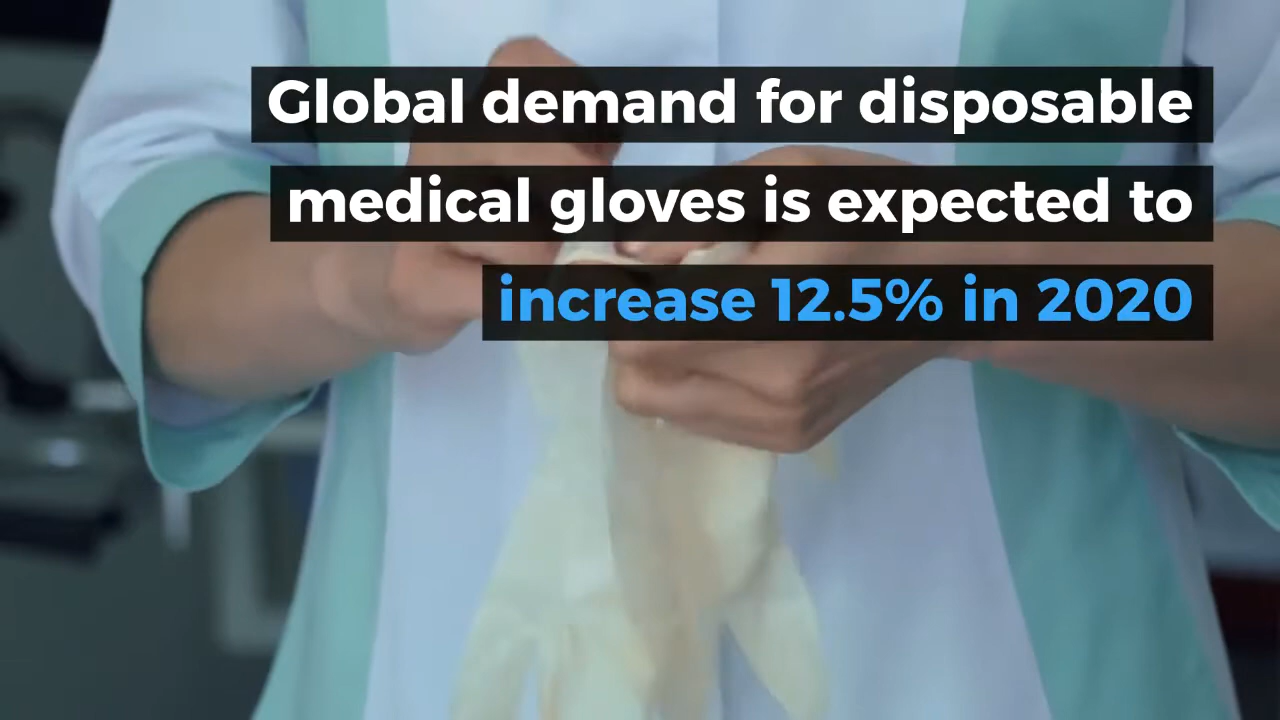 Global demand for disposable
medical gloves is expected to
increase 12.5% in 2020